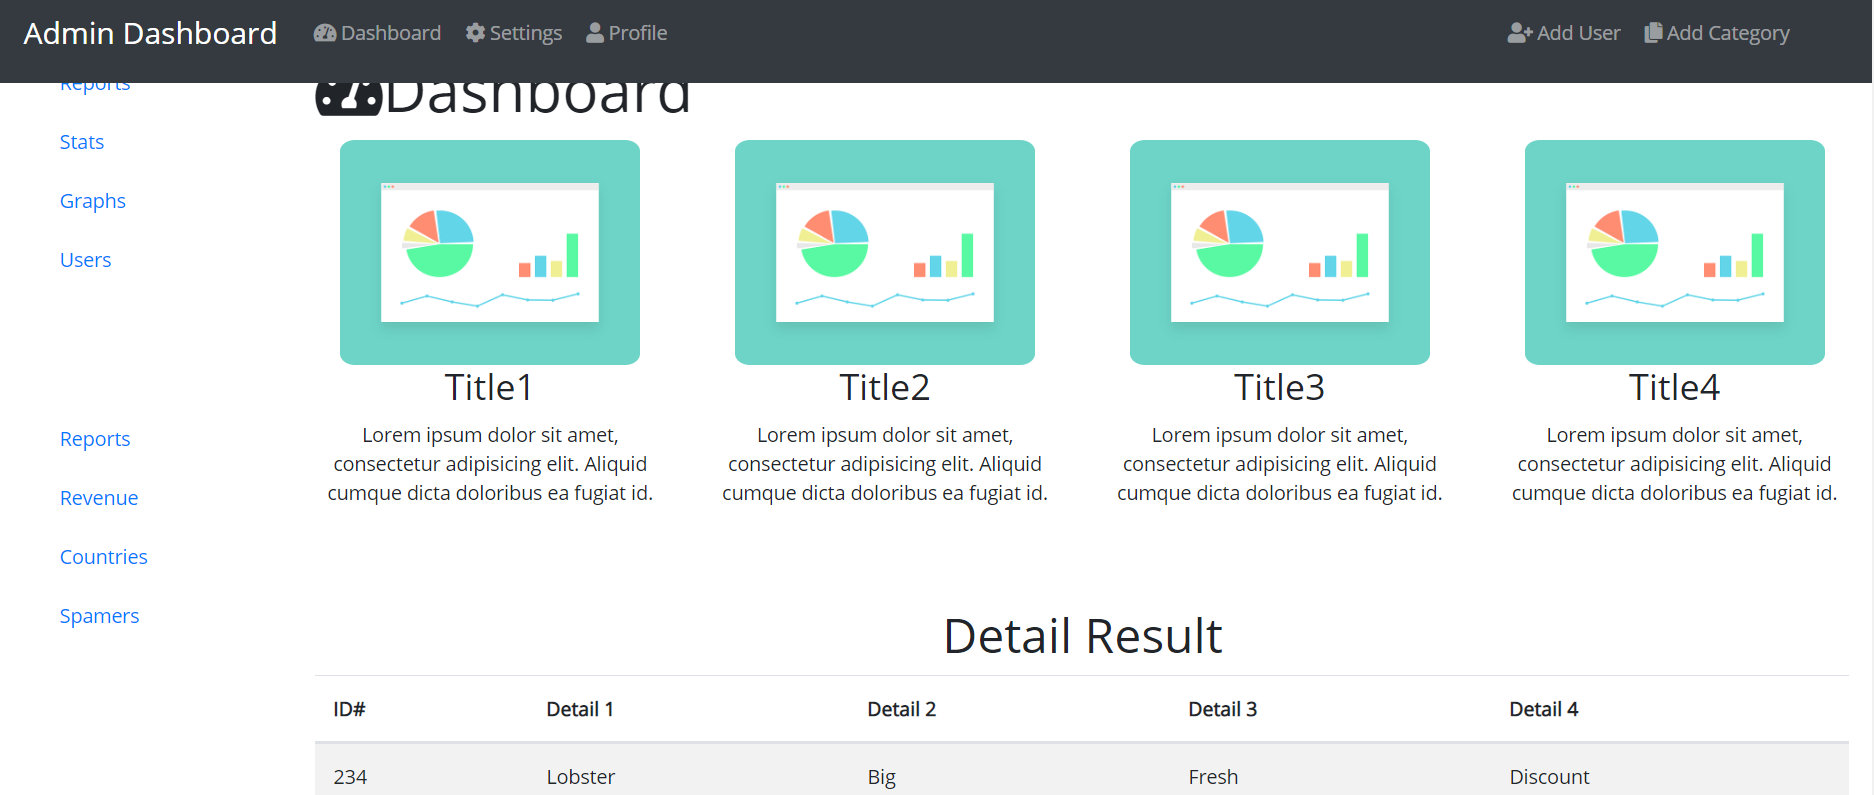 Admin Dashboard
Dashboard Settings Profile
Add User Add Category
Reports
Stats
Graphs
Users
Reports
Revenue
Countries
Spamers
Dashboard
Title1
Lorem ipsum dolor sit amet,
consectetur adipisicing elit. Aliquid
cumque dicta doloribus ea fugiat id.
Title2
Lorem ipsum dolor sit amet,
consectetur adipisicing elit. Aliquid
cumque dicta doloribus ea fugiat id.
Title3
Lorem ipsum dolor sit amet,
consectetur adipisicing elit. Aliquid
cumque dicta doloribus ea fugiat id.
Title4
Lorem ipsum dolor sit amet,
consectetur adipisicing elit. Aliquid
cumque dicta doloribus ea fugiat id.
Detail Result
ID# Detail 1 Detail 2 Detail 3 Detail 4
234 Lobster Big Fresh Discount